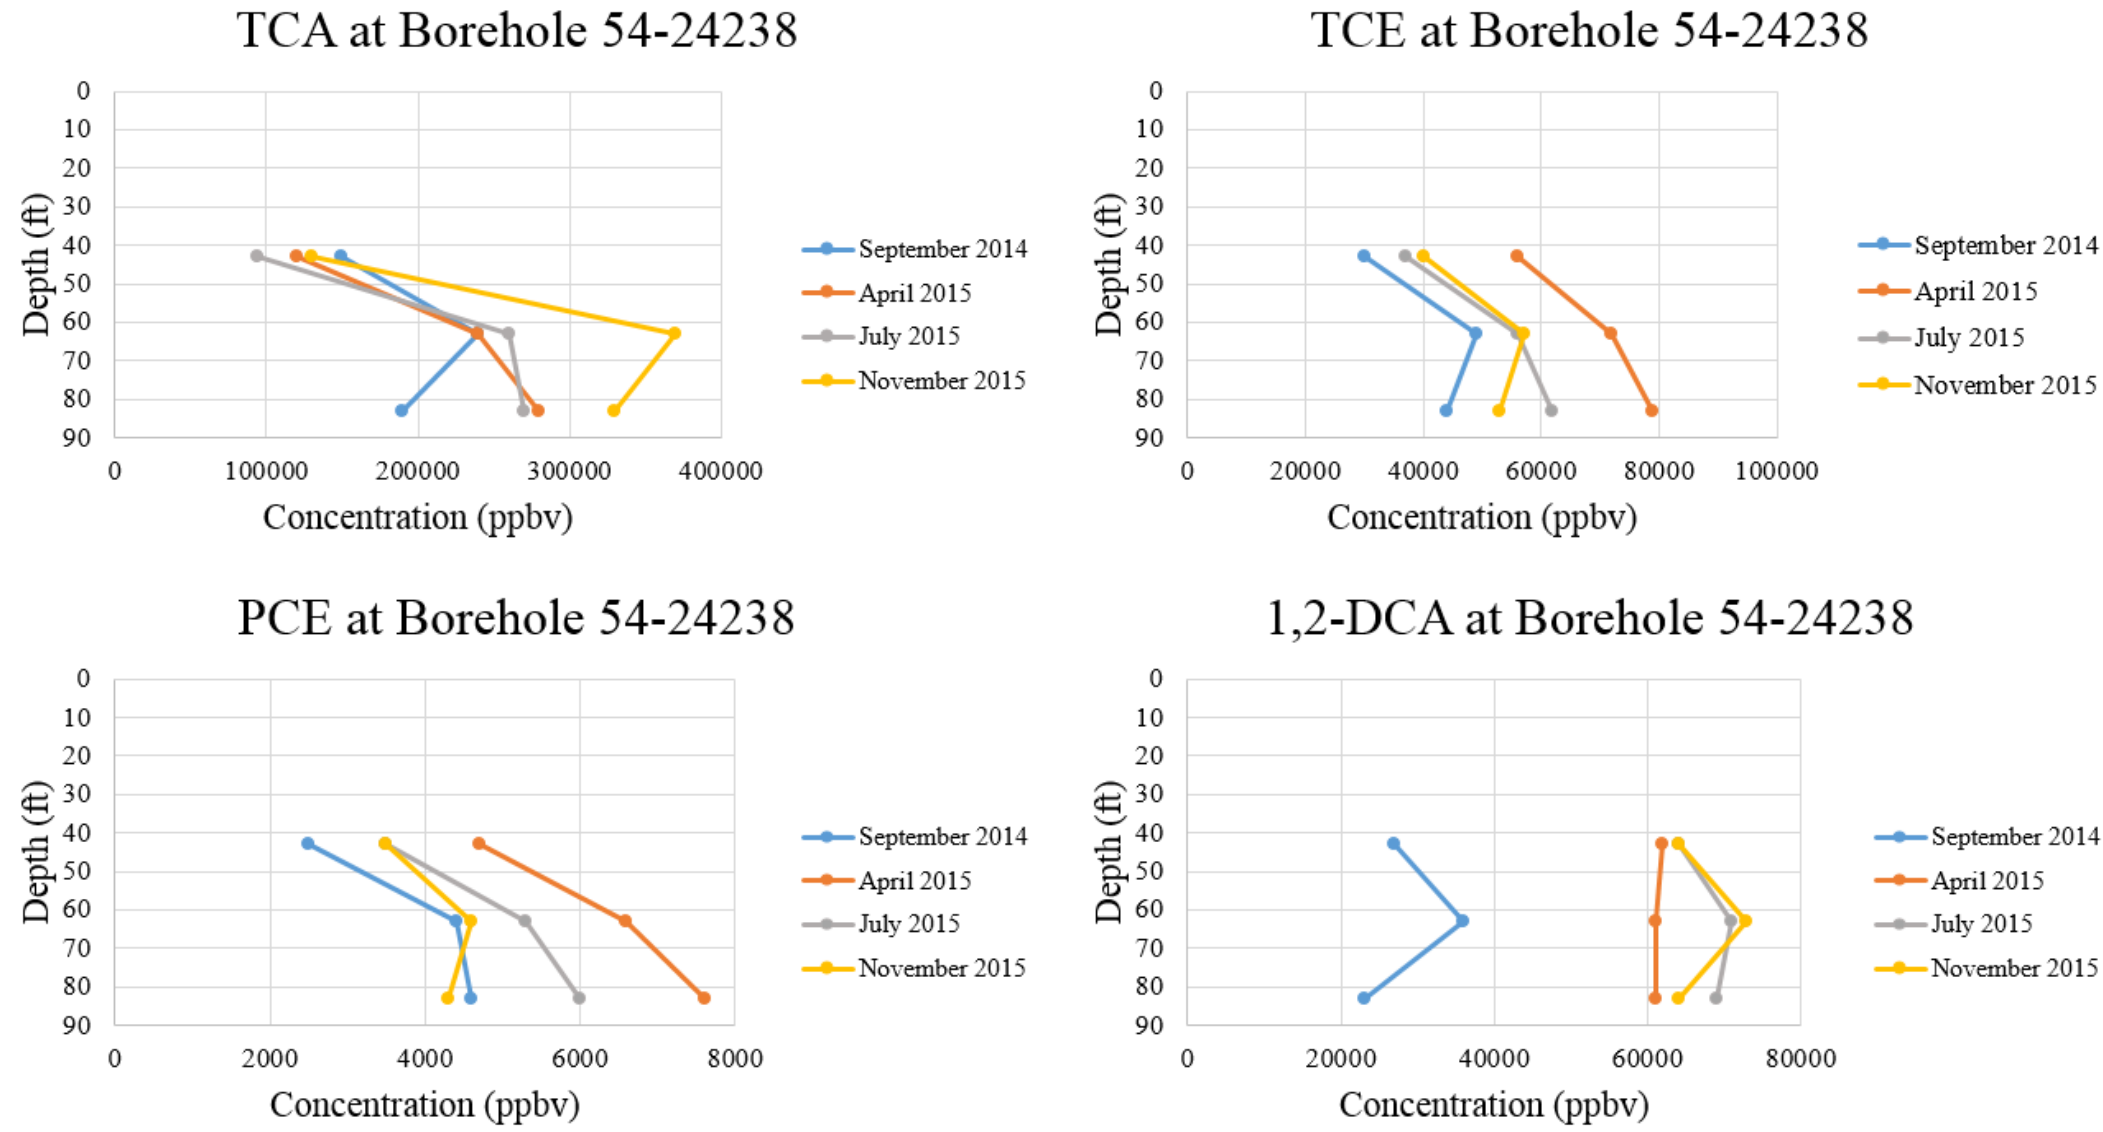 TCA at Borehole 54-24238
0
10
20
30
40
50
60
70
80
90
Depth (ft)
0 100000 200000 300000 400000
Concentration (ppbv)
September 2014
April 2015
July 2015
November 2015
TCE at Borehole 54-24238
0
10
20
30
40
50
60
70
80
90
Depth (ft)
0 20000 40000 60000 80000 100000
Concentration (ppbv)
September 2014
April 2015
July 2015
November 2015
PCE at Borehole 54-24238
0
10
20
30
40
50
60
70
80
90
Depth (ft)
0 2000 4000 6000 8000
Concentration (ppbv)
September 2014
April 2015
July 2015
November 2015
1,2-DCA at Borehole 54-24238
0
10
20
30
40
50
60
70
80
90
Depth (ft)
0 20000 40000 60000 80000
Concentration (ppbv)
September 2014
April 2015
July 2015
November 2015